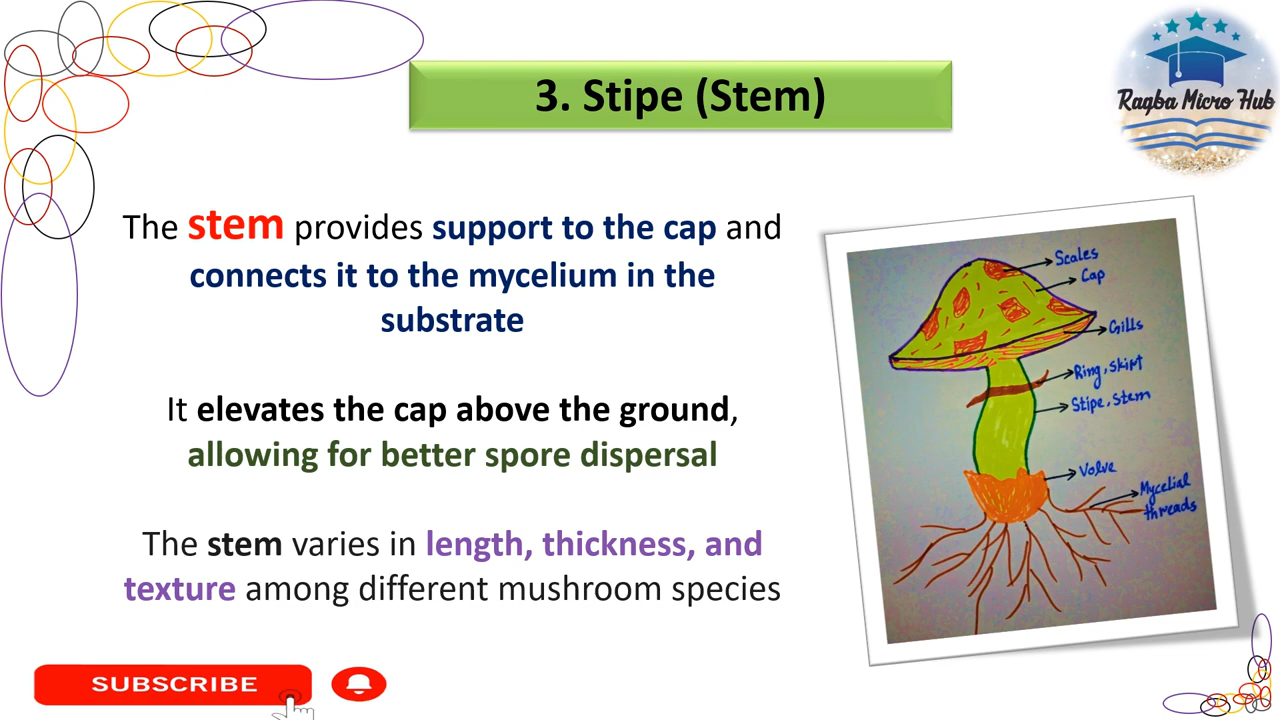 3. Stipe (Stem)
Raqba Micro Hub
The stem provides support to the cap and
connects it to the mycelium in the
substrate
It elevates the cap above the ground,
allowing for better spore dispersal
The stem varies in length, thickness, and
texture among different mushroom species
Scales
Cap
Gills
Ring, skirt
Stipe, stem
Volve
Mycelial
threads
SUBSCRIBE